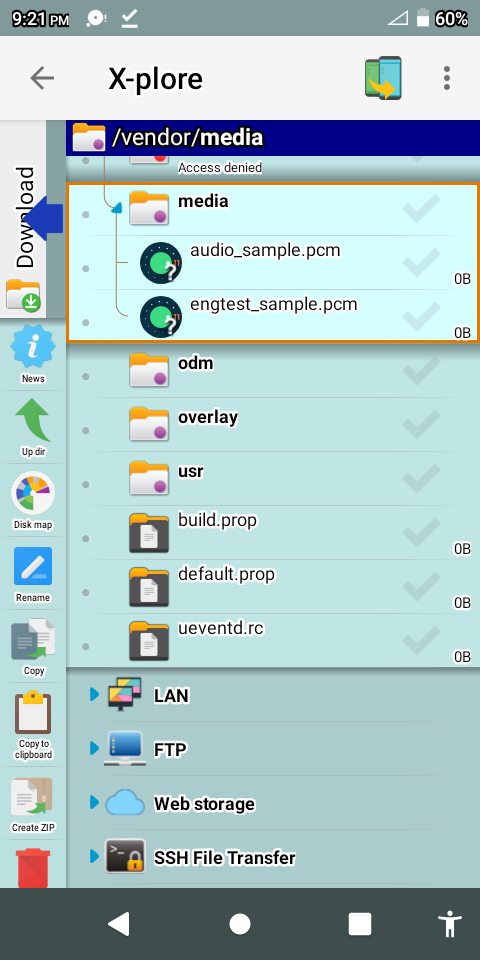 9:21 PM
60%
X-plore
Download
/vendor/media
Access denied
media
audio_sample.pcm
0B
engtest_sample.pcm
0B
odm
overlay
usr
build.prop
0B
default.prop
0B
ueventd.rc
0B
LAN
FTP
Web storage
SSH File Transfer
News
Up dir
Disk map
Rename
Copy
Copy to
clipboard
Create ZIP